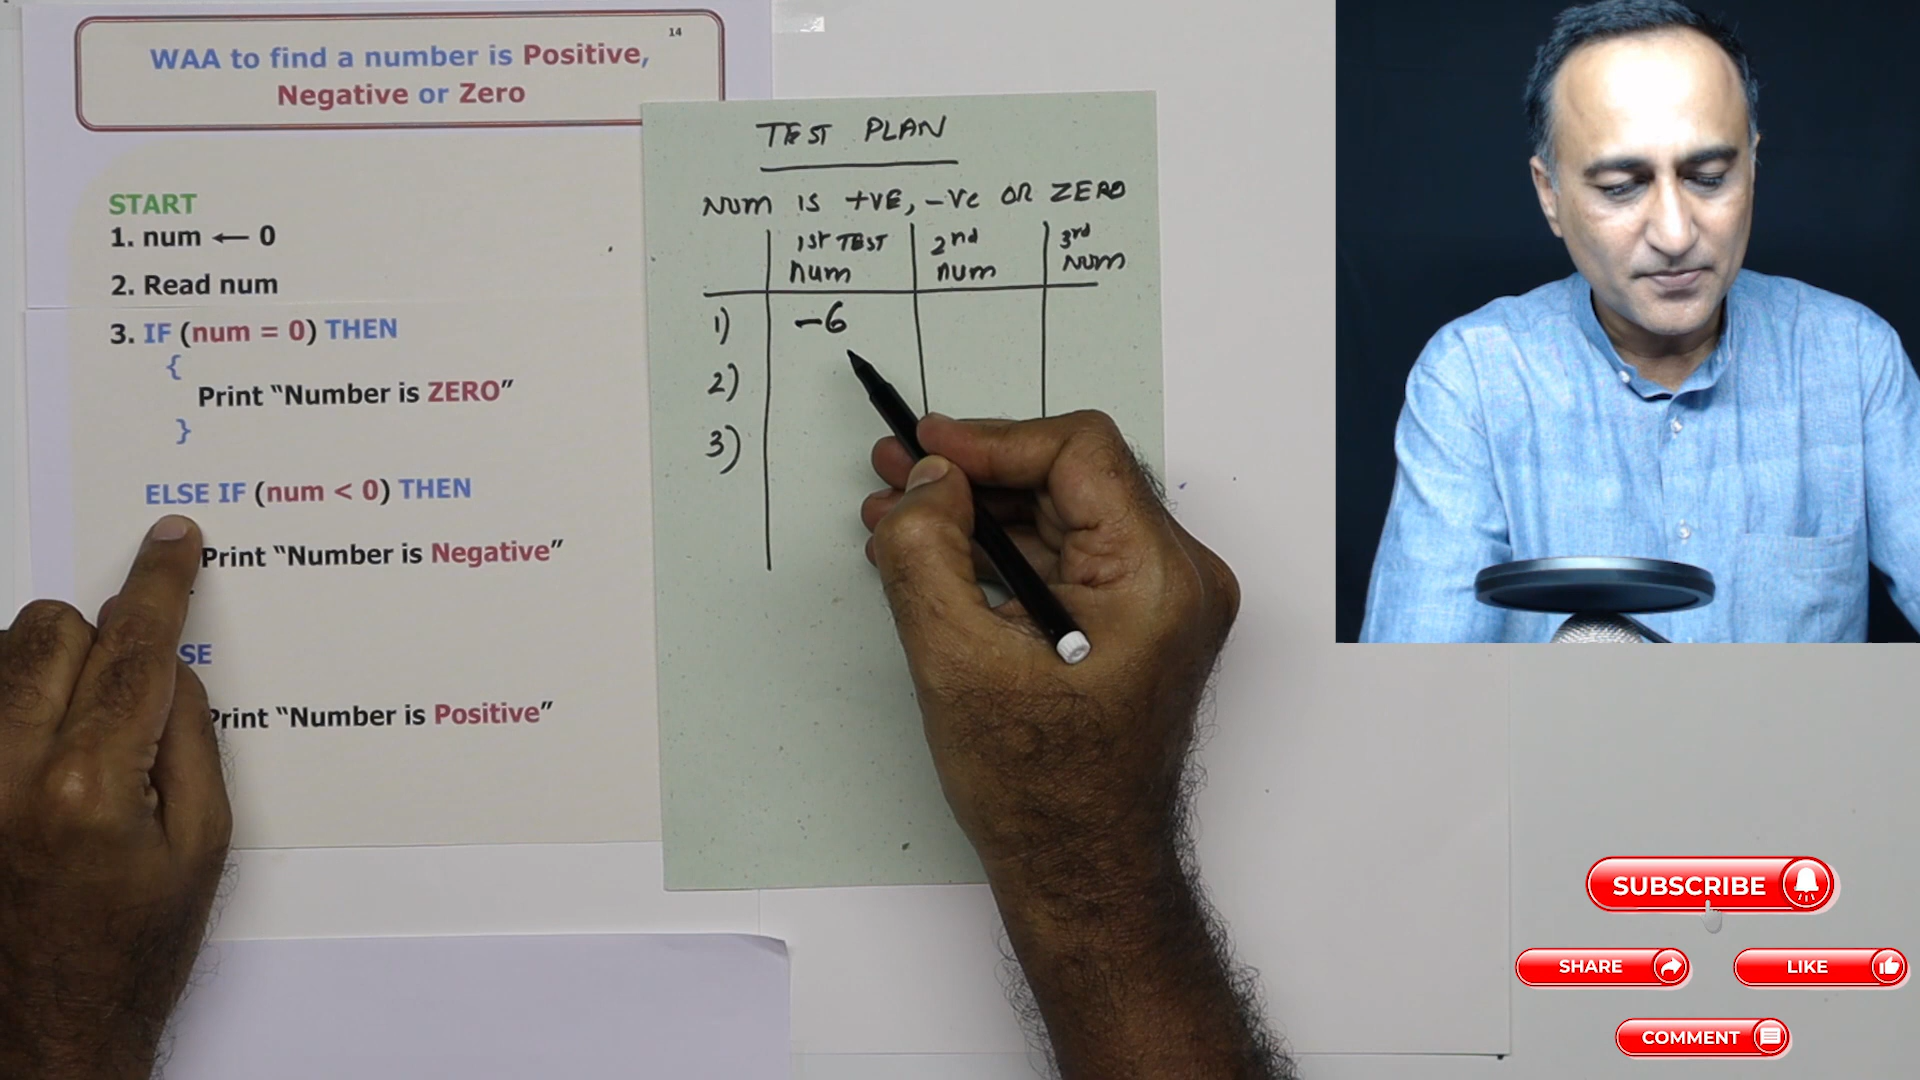 14
WAA to find a number is Positive,
Negative or Zero
START
1. num ← 0
2. Read num
3. IF (num = 0) THEN
{
Print “Number is ZERO”
}
ELSE IF (num < 0) THEN
Print “Number is Negative”
SE
Print “Number is Positive”
TEST PLAN
NUM IS +VE, -Ve OR ZERO
1st TEST 2nd 3rd
num num NUM
1) -6
2)
3)
SUBSCRIBE
SHARE
LIKE
COMMENT